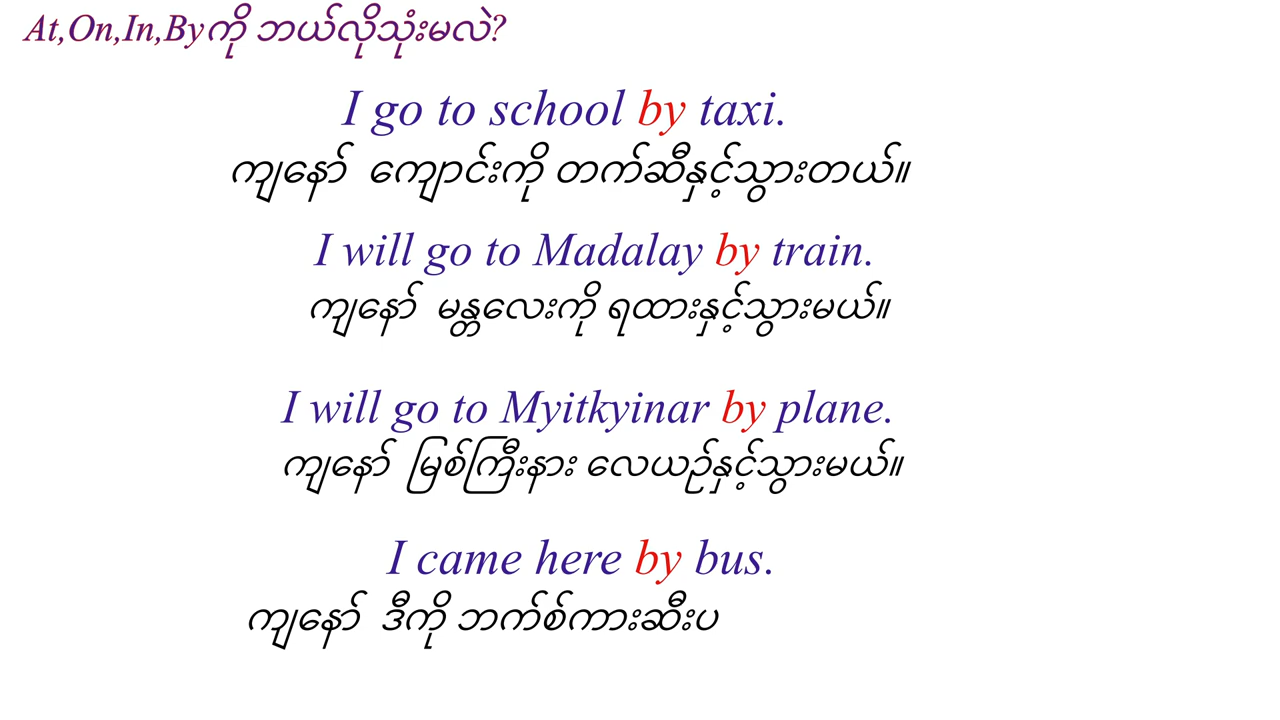 At,On,In,Byကို ဘယ်လိုသုံးမလဲ?
I go to school by taxi.
ကျနော် ကျောင်းကို တက်ဆီနှင့်သွားတယ်။
I will go to Madalay by train.
ကျနော် မန္တလေးကို ရထားနှင့်သွားမယ်။
I will go to Myitkyinar by plane.
ကျနော် မြစ်ကြီးနား လေယဉ်နှင့်သွားမယ်။
I came here by bus.
ကျနော် ဒီကို ဘက်စ်ကားဆီးပ